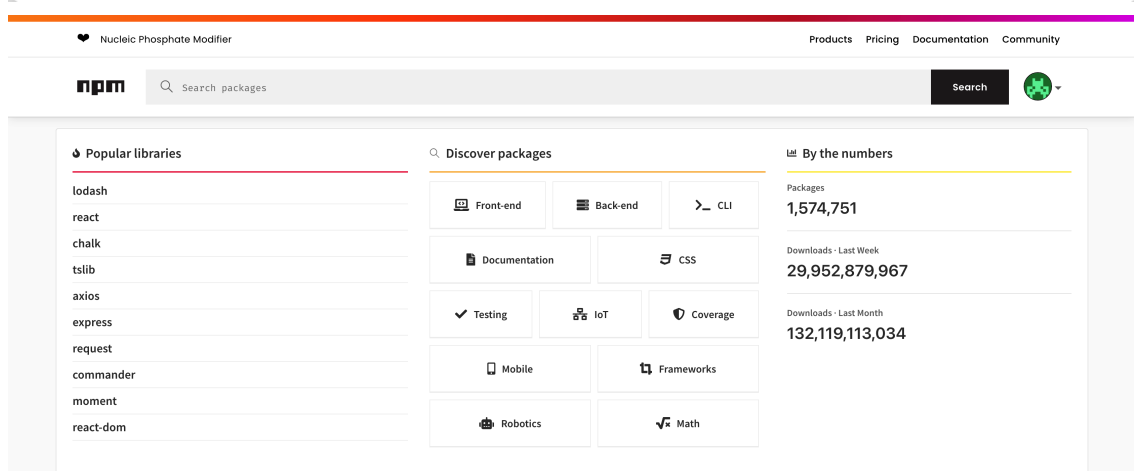 Nucleic Phosphate Modifier
Products Pricing Documentation Community
npm
Search packages
Search
Popular libraries
lodash
react
chalk
tslib
axios
express
request
commander
moment
react-dom
Discover packages
Front-end Back-end CLI
Documentation CSS
Testing IoT Coverage
Mobile Frameworks
Robotics Math
By the numbers
Packages
1,574,751
Downloads · Last Week
29,952,879,967
Downloads · Last Month
132,119,113,034